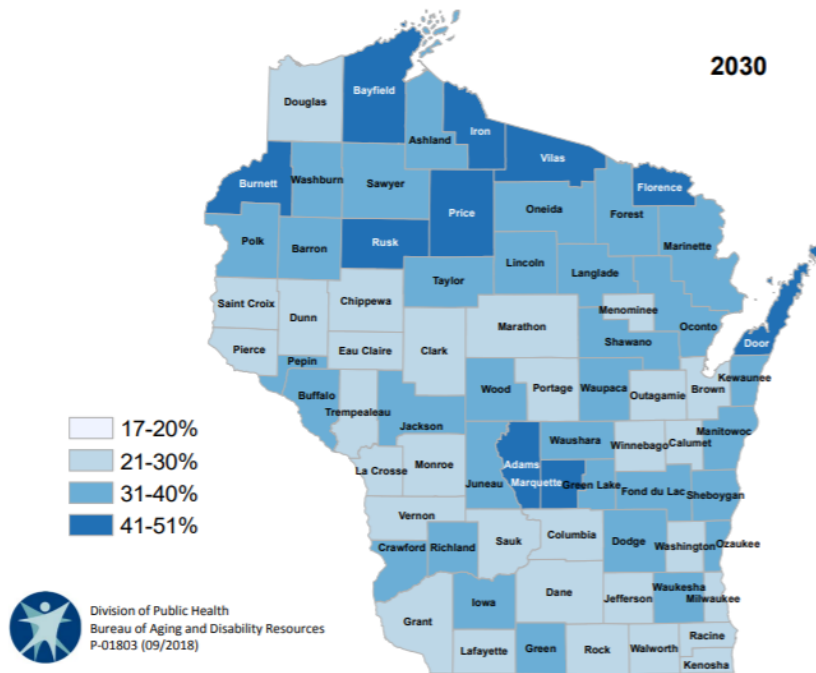 2030
Douglas
Bayfield
Iron
Ashland
Vilas
Burnett
Washburn
Sawyer
Florence
Price
Oneida
Forest
Polk
Barron
Rusk
Marinette
Lincoln
Langlade
Taylor
Saint Croix
Dunn
Chippewa
Menominee
Marathon
Oconto
Pierce
Eau Claire
Clark
Shawano
Door
Pepin
Kewaunee
Buffalo
Wood
Portage
Waupaca
Outagamie
Brown
Trempealeau
Jackson
Waushara
Winnebago
Calumet
Manitowoc
17-20%
21-30%
31-40%
41-51%
La Crosse
Monroe
Juneau
Adams
Marquette
Green Lake
Fond du Lac
Sheboygan
Vernon
Sauk
Columbia
Dodge
Washington
Ozaukee
Crawford
Richland
Grant
Iowa
Dane
Jefferson
Waukesha
Milwaukee
Lafayette
Green
Rock
Walworth
Racine
Kenosha
Division of Public Health
Bureau of Aging and Disability Resources
P-01803 (09/2018)